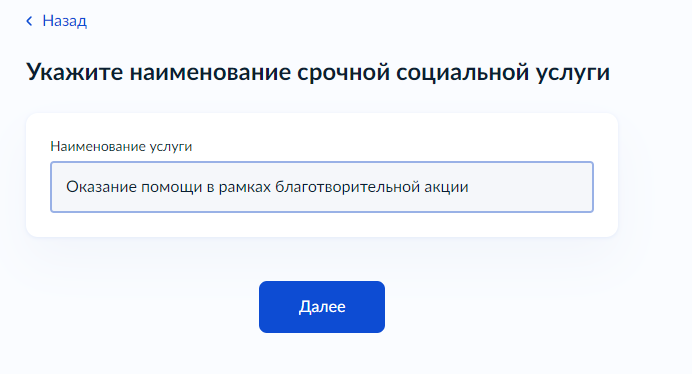 Назад
Укажите наименование срочной социальной услуги
Наименование услуги
Оказание помощи в рамках благотворительной акции
Далее